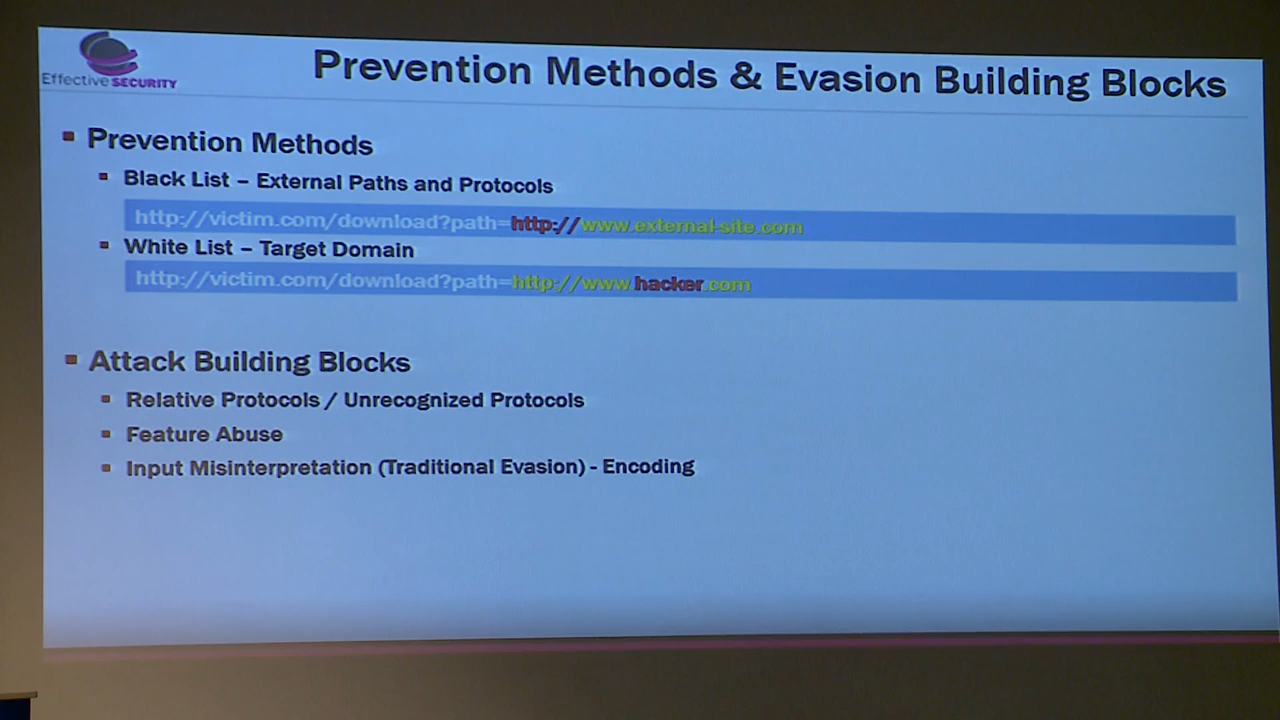 Effective SECURITY
Prevention Methods & Evasion Building Blocks
Prevention Methods
Black List – External Paths and Protocols
http://victim.com/download?path=http://www.external-site.com
White List – Target Domain
http://victim.com/download?path=http://www.hacker.com
Attack Building Blocks
Relative Protocols / Unrecognized Protocols
Feature Abuse
Input Misinterpretation (Traditional Evasion) - Encoding